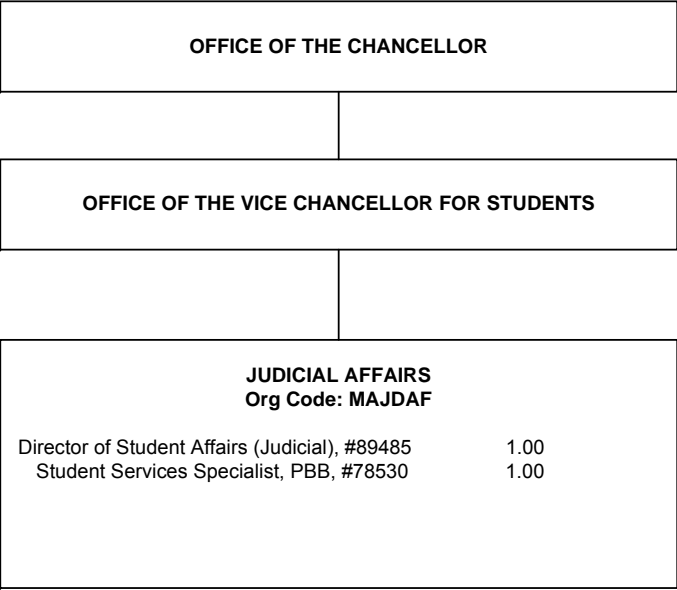 OFFICE OF THE CHANCELLOR
OFFICE OF THE VICE CHANCELLOR FOR STUDENTS
JUDICIAL AFFAIRS
Org Code: MAJDAF
Director of Student Affairs (Judicial), #89485 1.00
Student Services Specialist, PBB, #78530 1.00